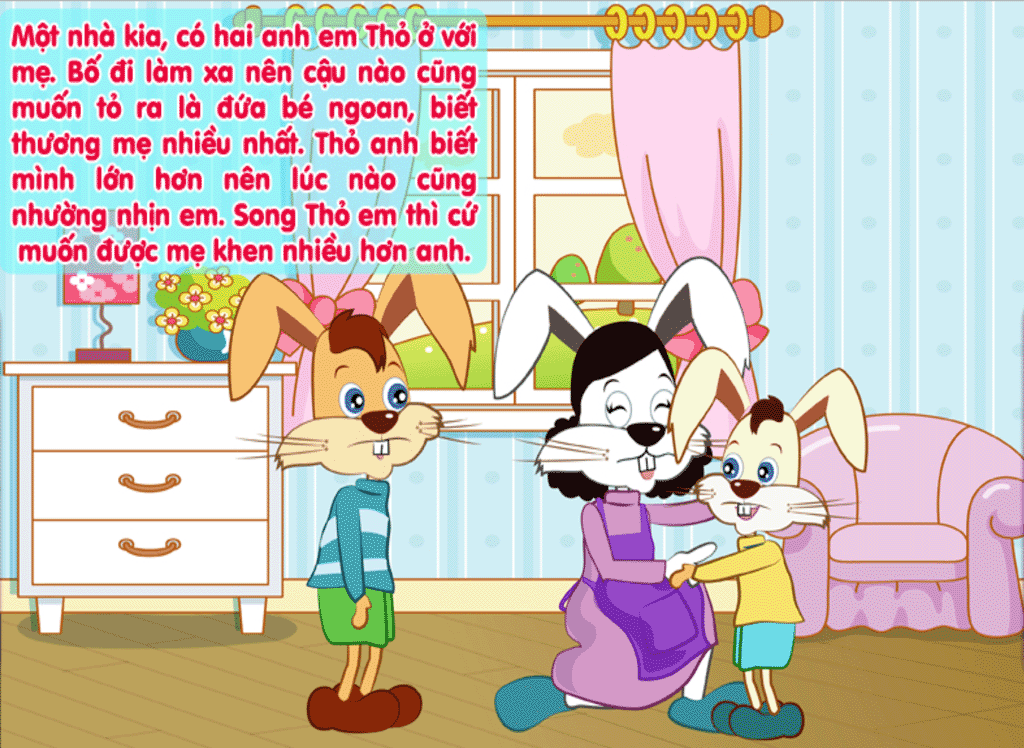 Một nhà kia, có hai anh em Thỏ ở với
mẹ. Bố đi làm xa nên cậu nào cũng
muốn tỏ ra là đứa bé ngoan, biết
thương mẹ nhiều nhất. Thỏ anh biết
mình lớn hơn nên lúc nào cũng
nhường nhịn em. Song Thỏ em thì cứ
muốn được mẹ khen nhiều hơn anh.